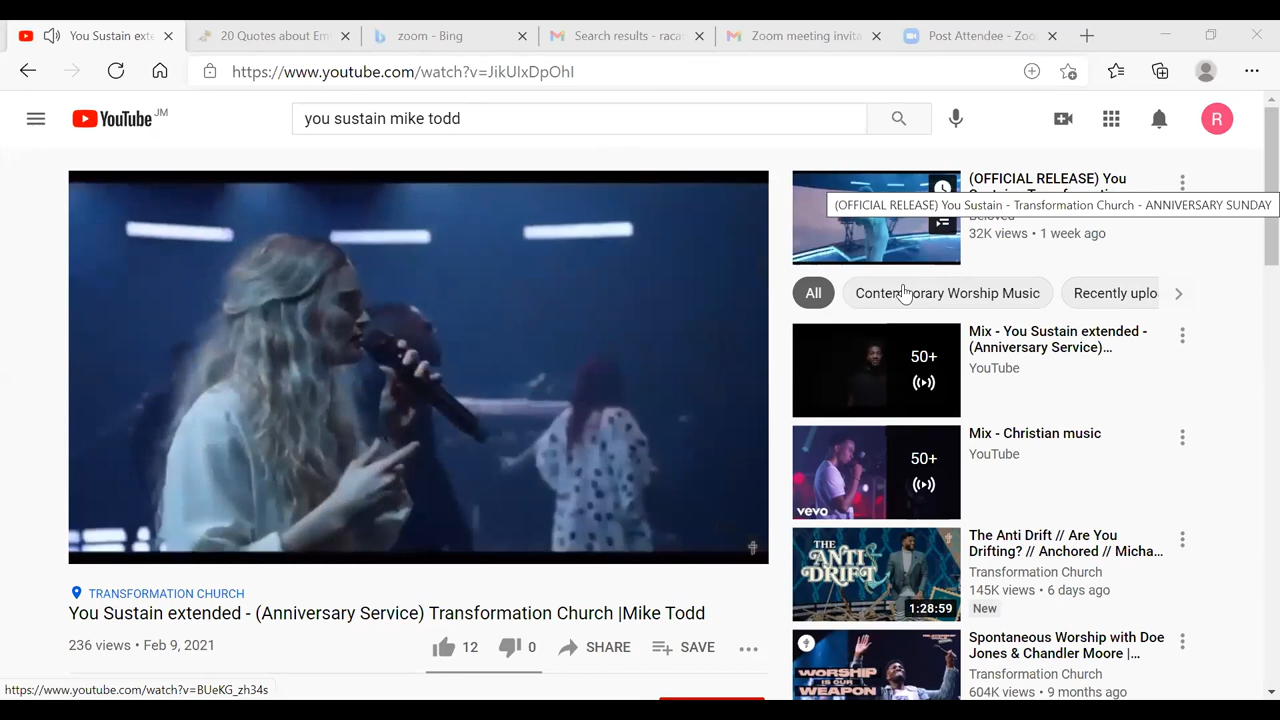 You Sustain exte
20 Quotes about Em
zoom - Bing
Search results - raca
Zoom meeting invita
Post Attendee - Zoo
https://www.youtube.com/watch?v=JikUIxDpOhI
YouTube JM
you sustain mike todd
R
(OFFICIAL RELEASE) You
(OFFICIAL RELEASE) You Sustain - Transformation Church - ANNIVERSARY SUNDAY
Beloved
32K views • 1 week ago
All
Contemporary Worship Music
Recently uplo
50+
Mix - You Sustain extended -
(Anniversary Service)...
YouTube
50+
vevo
Mix - Christian music
YouTube
THE
ANTI
DRIFT
1:28:59
The Anti Drift // Are You
Drifting? // Anchored // Micha...
Transformation Church
145K views • 6 days ago
New
TRANSFORMATION CHURCH
You Sustain extended - (Anniversary Service) Transformation Church |Mike Todd
236 views • Feb 9, 2021
12
0
SHARE
SAVE
WORSHIP
IS OUR
WEAPON
Spontaneous Worship with Doe
Jones & Chandler Moore |...
Transformation Church
604K views • 9 months ago
https://www.youtube.com/watch?v=BUeKG_zh34s